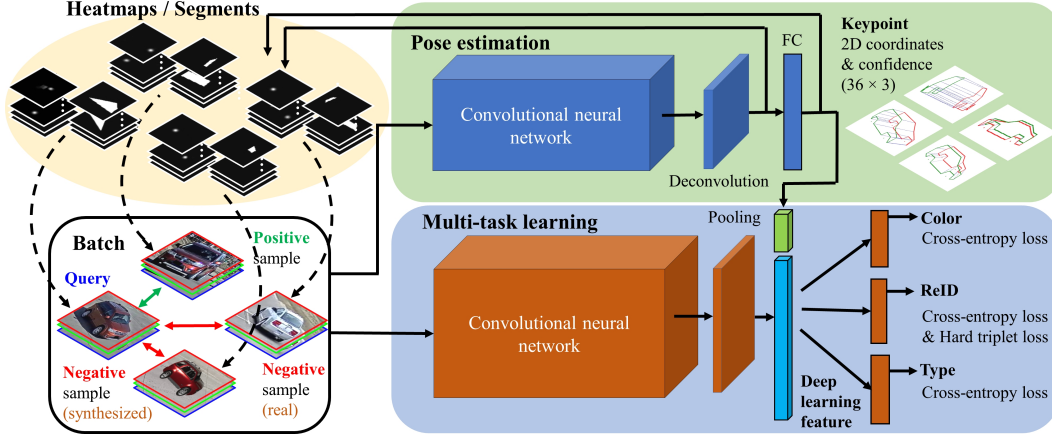 Heatmaps / Segments
Pose estimation
FC
Keypoint
2D coordinates
& confidence
(36 × 3)
Convolutional neural
network
Deconvolution
Batch
Positive
sample
Query
Negative
sample
(synthesized)
Negative
sample
(real)
Multi-task learning
Pooling
Convolutional neural
network
Deep
learning
feature
Color
Cross-entropy loss
ReID
Cross-entropy loss
& Hard triplet loss
Type
Cross-entropy loss